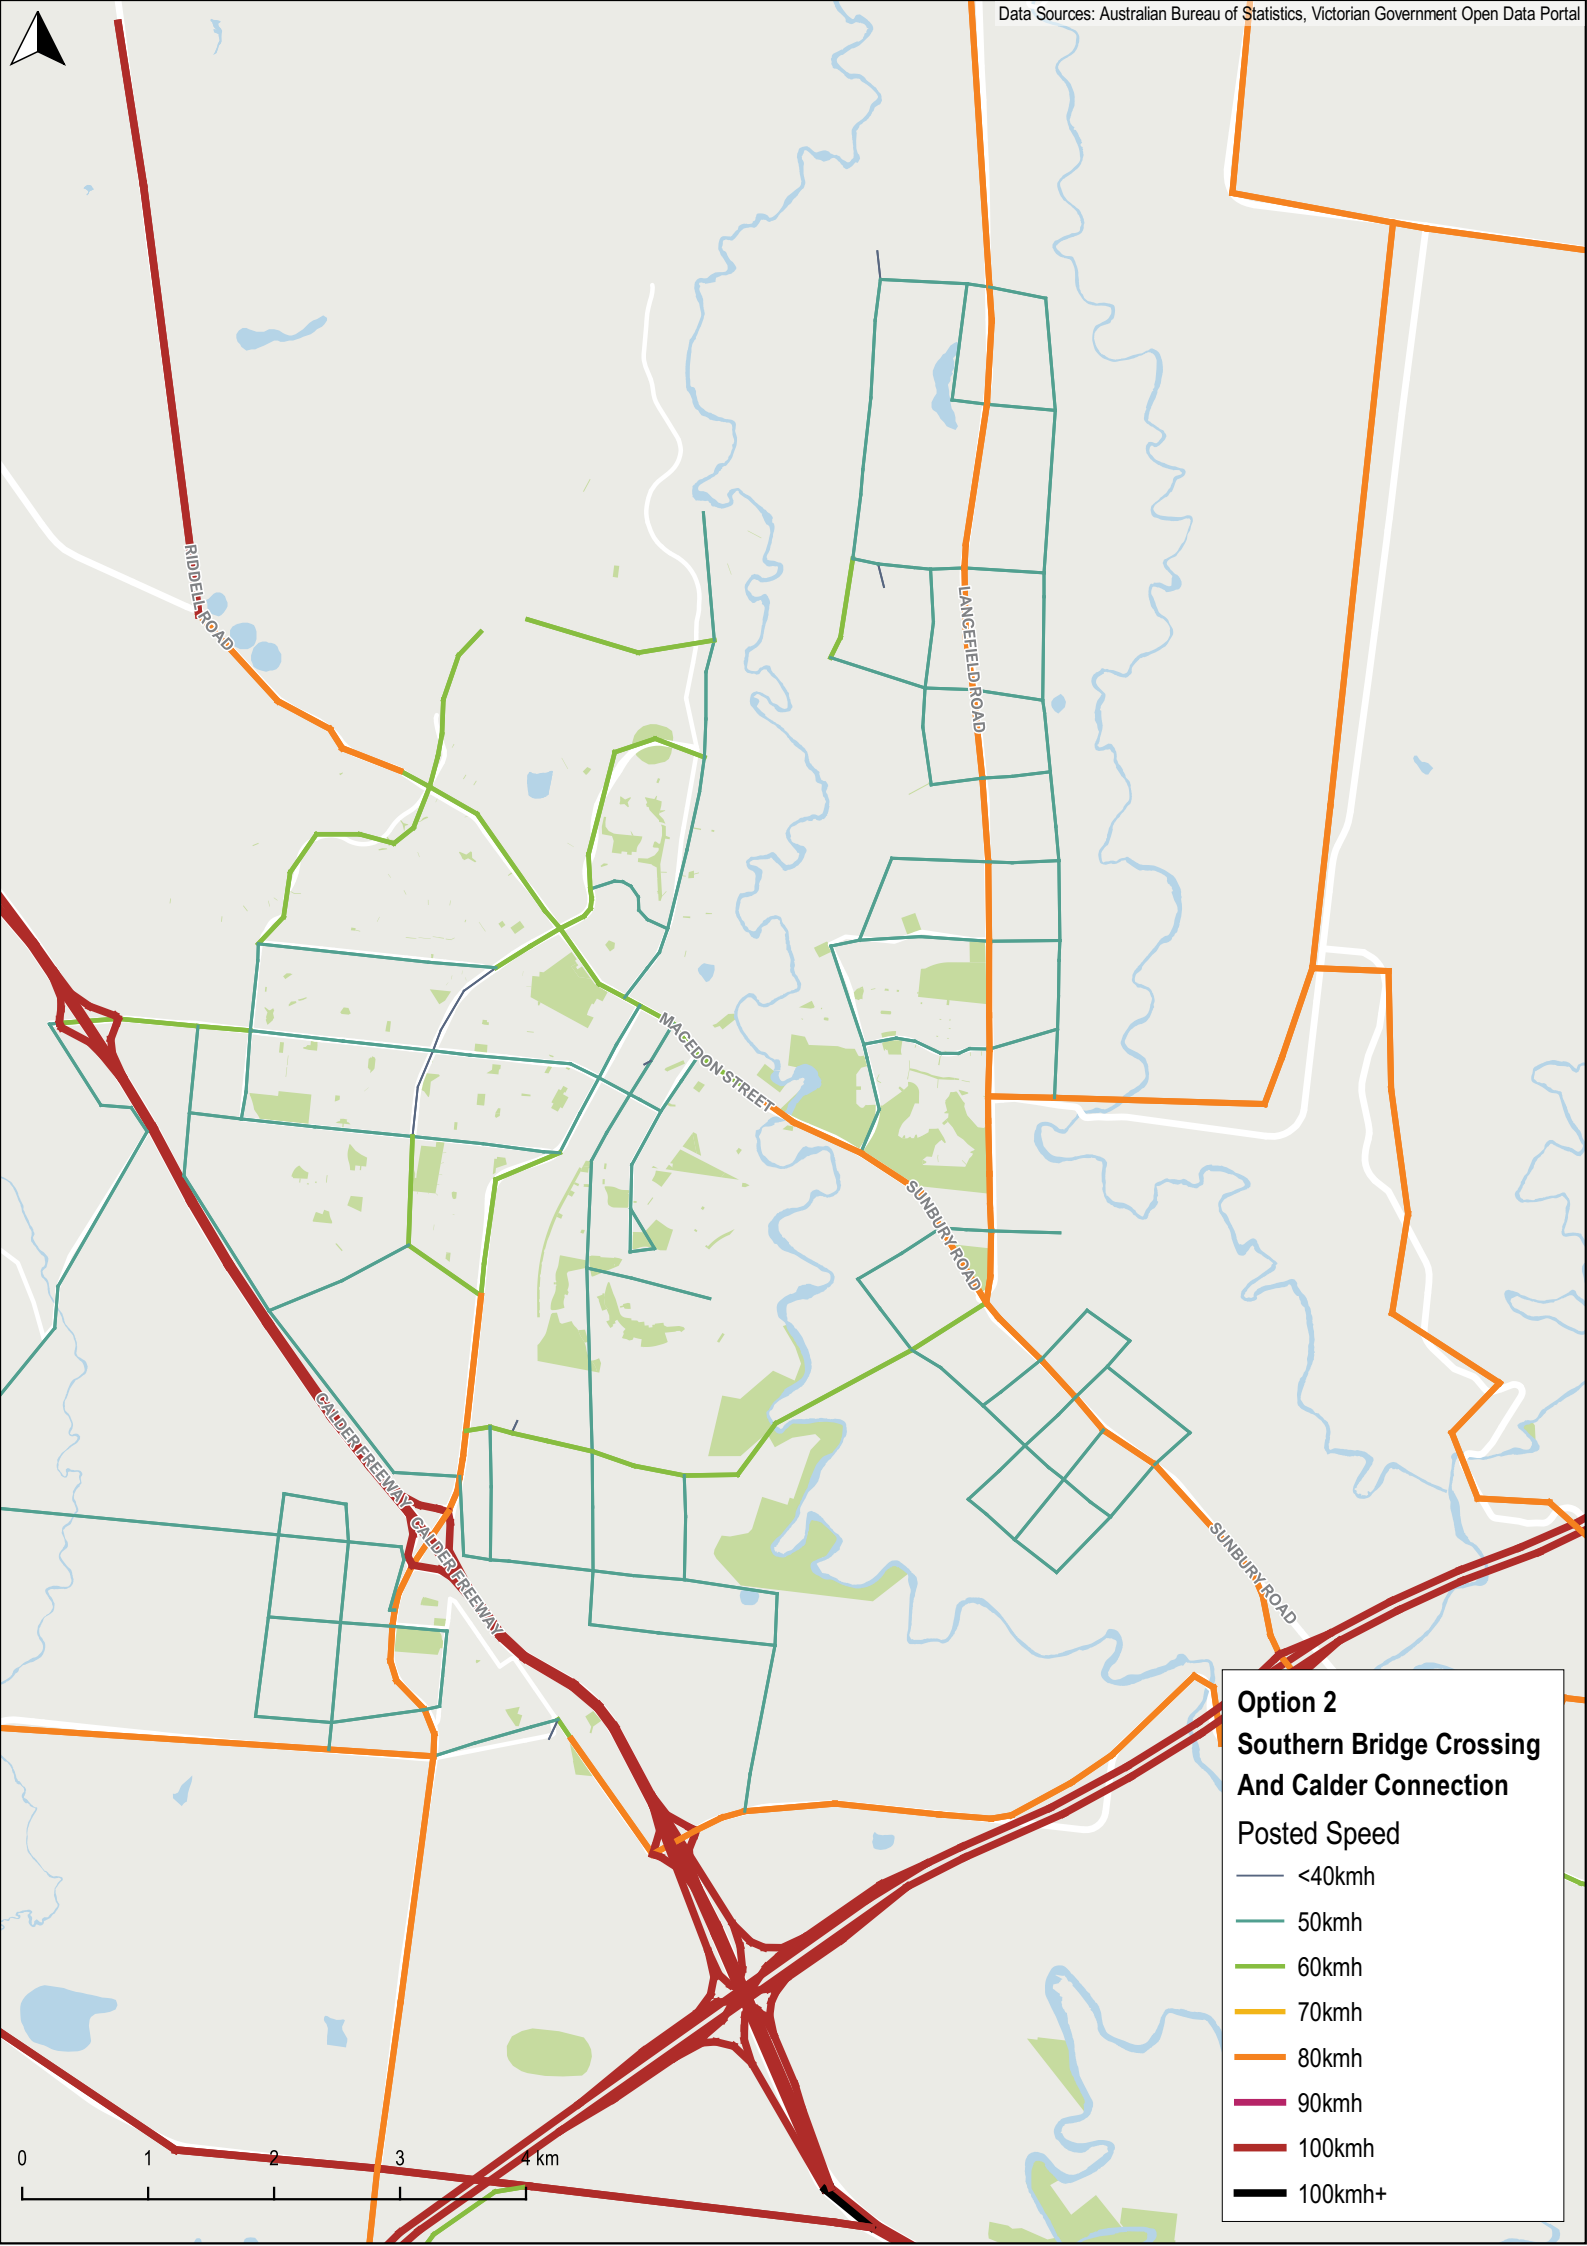 Data Sources: Australian Bureau of Statistics, Victorian Government Open Data Portal
RIDDELL ROAD
LANCEFIELD ROAD
MACEDON STREET
SUNBURY ROAD
CALDER FREEWAY
CALDER FREEWAY
SUNBURY ROAD
Option 2
Southern Bridge Crossing
And Calder Connection
Posted Speed
<40kmh
50kmh
60kmh
70kmh
80kmh
90kmh
100kmh
100kmh+
0 1 2 3 4 km